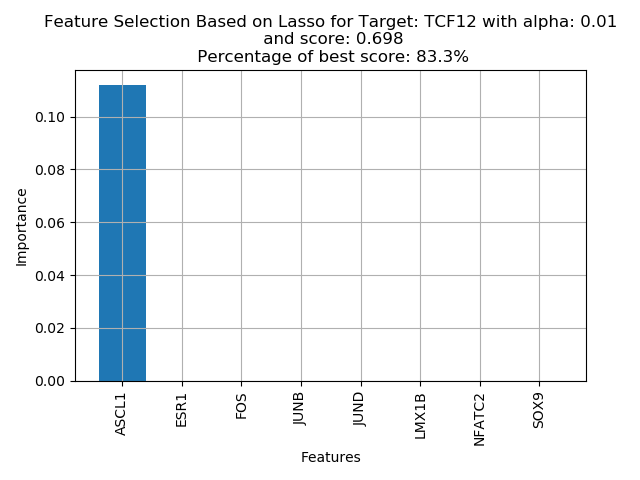 Feature Selection Based on Lasso for Target: TCF12 with alpha: 0.01
and score: 0.698
Percentage of best score: 83.3%
Importance
0.10
0.08
0.06
0.04
0.02
0.00
ASCL1
ESR1
FOS
JUNB
JUND
LMX1B
NFATC2
SOX9
Features